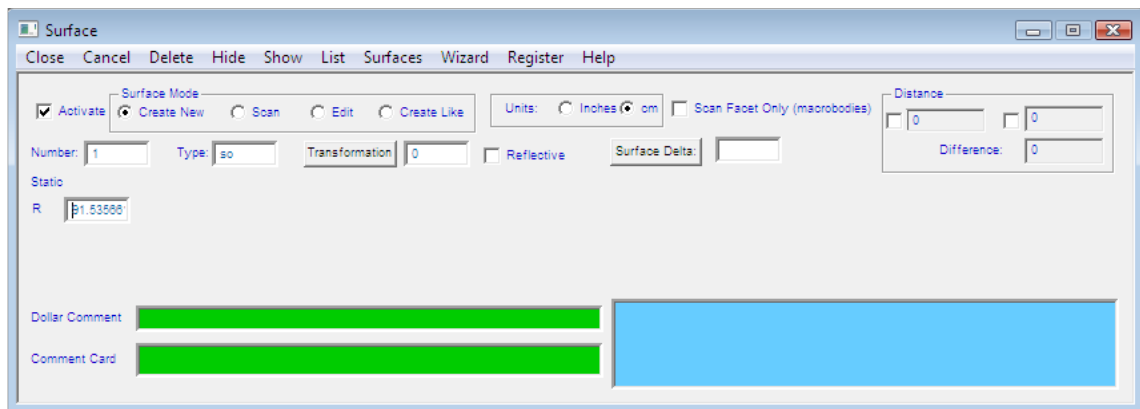 Surface
Close Cancel Delete Hide Show List Surfaces Wizard Register Help
Surface Mode
Distance
Activate Create New Scan Edit Create Like Units: Inches cm Scan Facet Only (macrobodies)
0 0
Number: 1 Type: so Transformation 0 Reflective Surface Delta: Difference: 0
Static
R
Dollar Comment
Comment Card